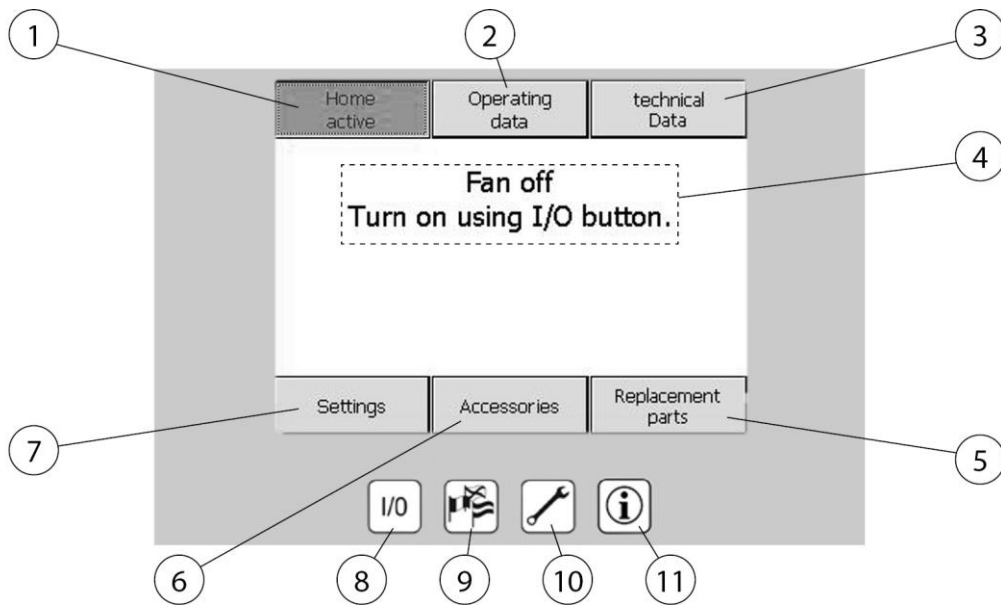 1
2
3
Home
active
Operating
data
technical
Data
4
Fan off
Turn on using I/O button.
Settings
Accessories
Replacement
parts
7
5
I/0
6
8
9
10
11